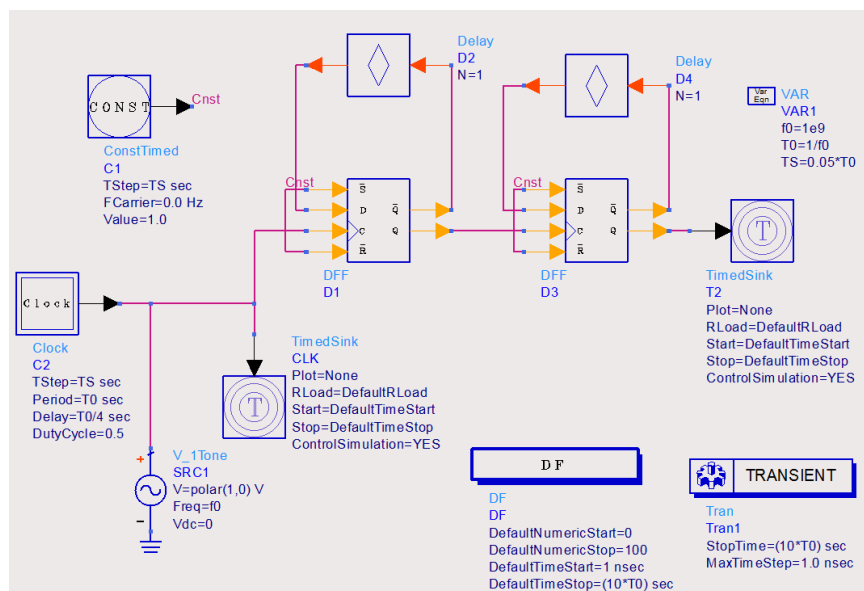 CONST
Cnst
ConstTimed
C1
TStep=TS sec
FCarrier=0.0 Hz
Value=1.0
Delay
D2
N=1
Delay
D4
N=1
Var
Eqn
VAR
VAR1
f0=1e9
T0=1/f0
TS=0.05*T0
Cnst
S
D
C
R
Q
Q
DFF
D1
Cnst
S
D
C
R
Q
Q
DFF
D3
T
TimedSink
T2
Plot=None
RLoad=DefaultRLoad
Start=DefaultTimeStart
Stop=DefaultTimeStop
ControlSimulation=YES
Clock
Clock
C2
TStep=TS sec
Period=T0 sec
Delay=T0/4 sec
DutyCycle=0.5
T
TimedSink
CLK
Plot=None
RLoad=DefaultRLoad
Start=DefaultTimeStart
Stop=DefaultTimeStop
ControlSimulation=YES
+
V_1Tone
SRC1
V=polar(1,0) V
Freq=f0
Vdc=0
DF
DF
DF
DefaultNumericStart=0
DefaultNumericStop=100
DefaultTimeStart=1 nsec
DefaultTimeStop=(10*T0) sec
TRANSIENT
Tran
Tran1
StopTime=(10*T0) sec
MaxTimeStep=1.0 nsec